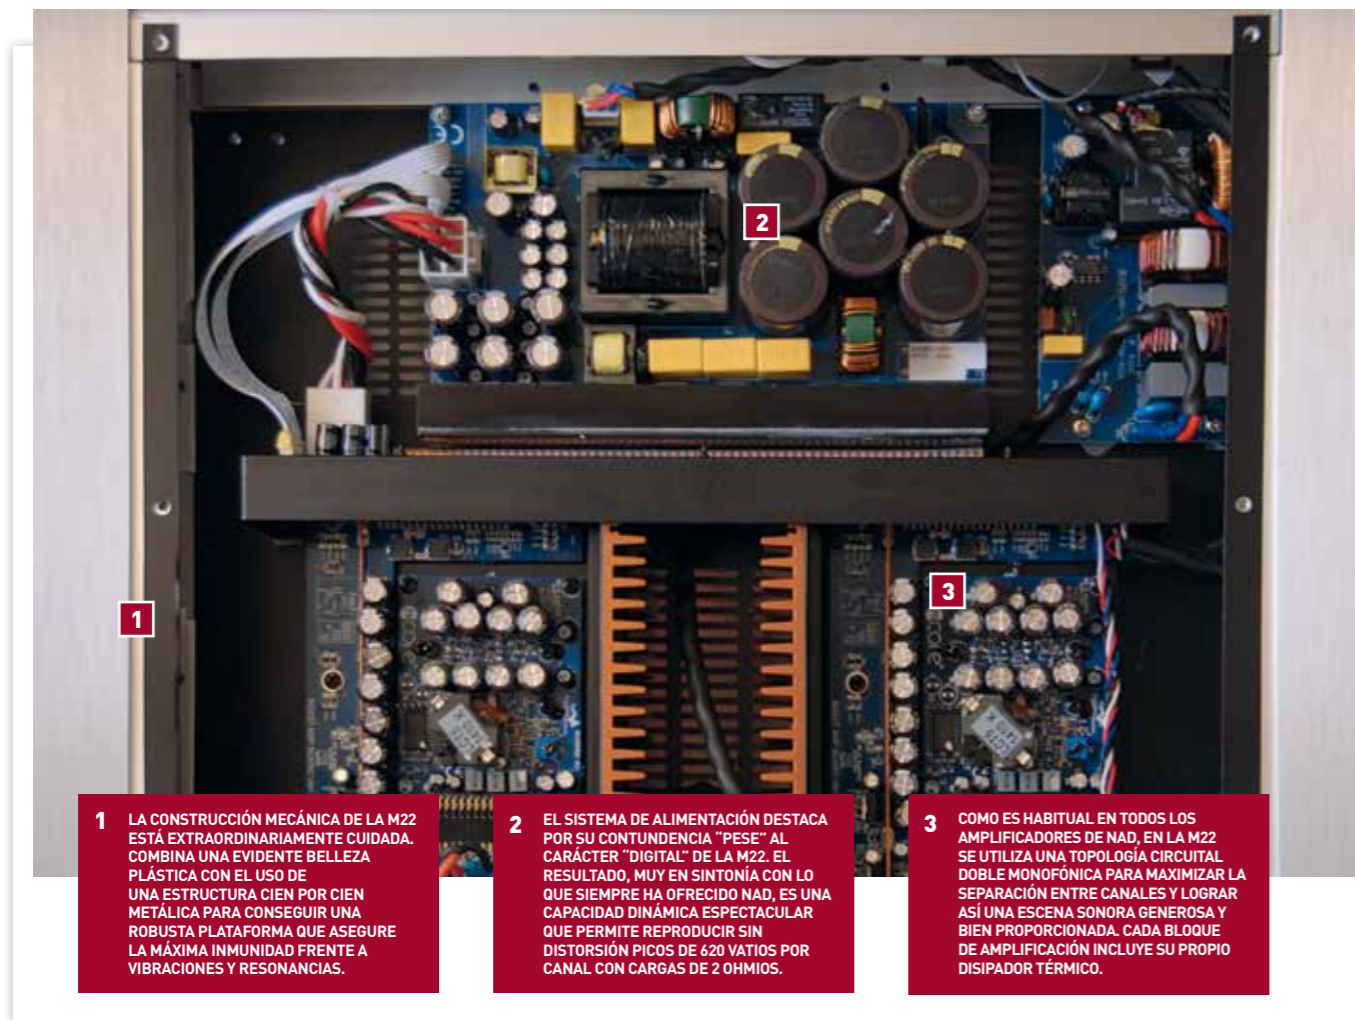 2
3
1
1 LA CONSTRUCCIÓN MECÁNICA DE LA M22
ESTÁ EXTRAORDINARIAMENTE CUIDADA.
COMBINA UNA EVIDENTE BELLEZA
PLÁSTICA CON EL USO DE
UNA ESTRUCTURA CIEN POR CIEN
METÁLICA PARA CONSEGUIR UNA
ROBUSTA PLATAFORMA QUE ASEGURE
LA MÁXIMA INMUNIDAD FRENTE A
VIBRACIONES Y RESONANCIAS.
2 EL SISTEMA DE ALIMENTACIÓN DESTACA
POR SU CONTUNDENCIA “PESE” AL
CARÁCTER “DIGITAL” DE LA M22. EL
RESULTADO, MUY EN SINTONÍA CON LO
QUE SIEMPRE HA OFRECIDO NAD, ES UNA
CAPACIDAD DINÁMICA ESPECTACULAR
QUE PERMITE REPRODUCIR SIN
DISTORSIÓN PICOS DE 620 VATIOS POR
CANAL CON CARGAS DE 2 OHMIOS.
3 COMO ES HABITUAL EN TODOS LOS
AMPLIFICADORES DE NAD, EN LA M22
SE UTILIZA UNA TOPOLOGÍA CIRCUITAL
DOBLE MONOFÓNICA PARA MAXIMIZAR LA
SEPARACIÓN ENTRE CANALES Y LOGRAR
ASÍ UNA ESCENA SONORA GENEROSA Y
BIEN PROPORCIONADA. CADA BLOQUE
DE AMPLIFICACIÓN INCLUYE SU PROPIO
DISIPADOR TÉRMICO.